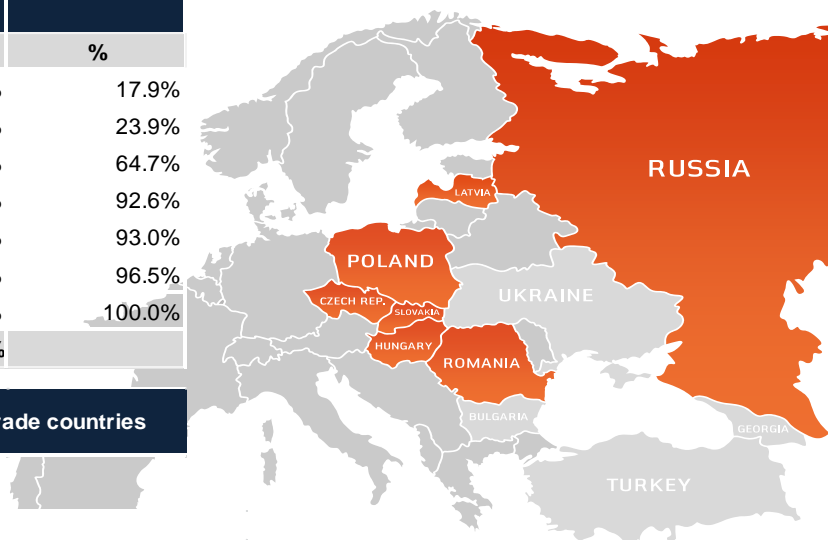 %
17.9%
23.9%
64.7%
92.6%
93.0%
96.5%
100.0%
%
rade countries
RUSSIA
LATVIA
POLAND
UKRAINE
CZECH REP.
SLOVAKIA
HUNGARY
ROMANIA
BULGARIA
GEORGIA
TURKEY